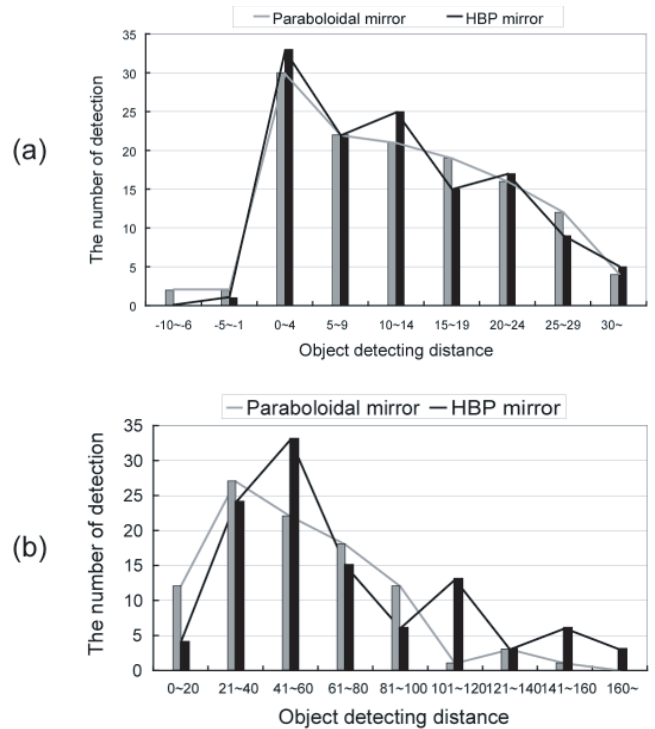 Paraboloidal mirror HBP mirror
35
30
25
20
15
10
5
0
The number of detection
(a)
-10~-6 -5~-1 0~4 5~9 10~14 15~19 20~24 25~29 30~
Object detecting distance
Paraboloidal mirror HBP mirror
35
30
25
20
15
10
5
0
The number of detection
(b)
0~20 21~40 41~60 61~80 81~100 101~120 121~140 141~160 160~
Object detecting distance